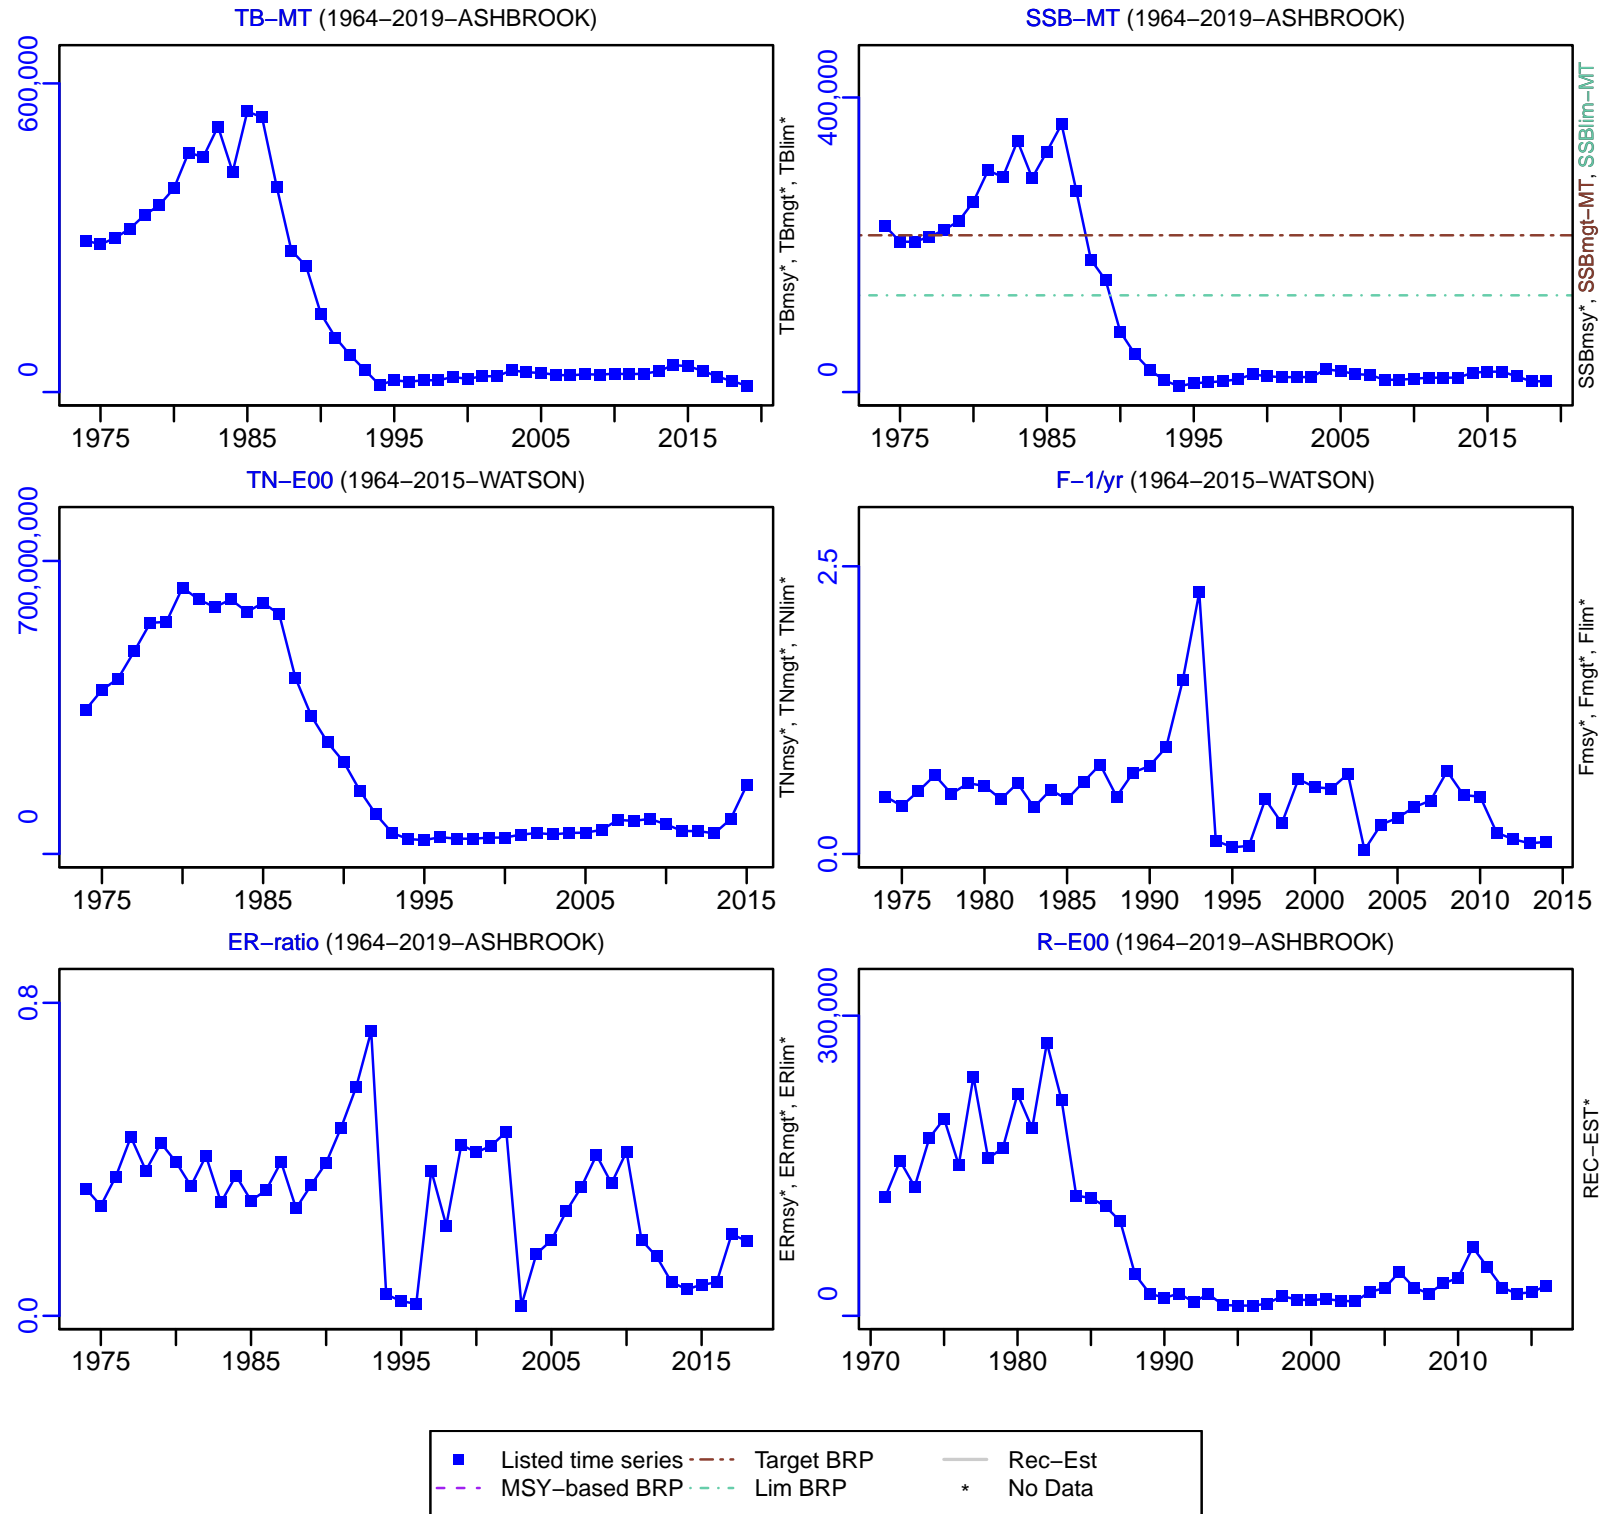 TB−MT (1964−2019−ASHBROOK)
600,000
0
1975 1985 1995 2005 2015
TBmsy*, TBmgt*, TBlim*
SSB−MT (1964−2019−ASHBROOK)
400,000
0
1975 1985 1995 2005 2015
SSBmsy*, SSBmgt−MT, SSBlim−MT
TN−E00 (1964−2015−WATSON)
700,000,000
0
1975 1985 1995 2005 2015
TNmsy*, TNmgt*, TNlim*
F−1/yr (1964−2015−WATSON)
2.5
0.0
1975 1980 1985 1990 1995 2000 2005 2010 2015
Fmsy*, Fmgt*, Flim*
ER−ratio (1964−2019−ASHBROOK)
0.8
0.0
1975 1985 1995 2005 2015
ERmsy*, ERmgt*, ERlim*
R−E00 (1964−2019−ASHBROOK)
300,000
0
1970 1980 1990 2000 2010
REC−EST*
Listed time series Target BRP Rec−Est
MSY−based BRP Lim BRP * No Data